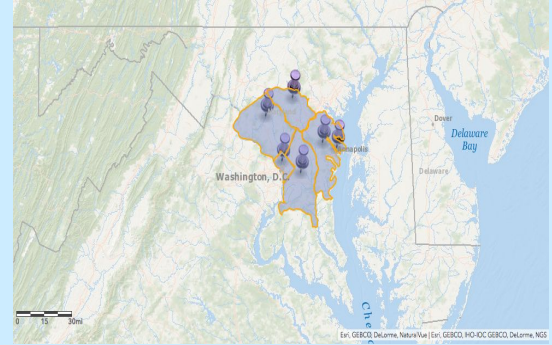 Dover
Delaware
Bay
nnapolis
Delaware
Washington, D.C.
Che
0 15 30mi
Esri, GEBCO, DeLorme, NaturalVue | Esri, GEBCO, IHO-IOC GEBCO, DeLorme, NGS